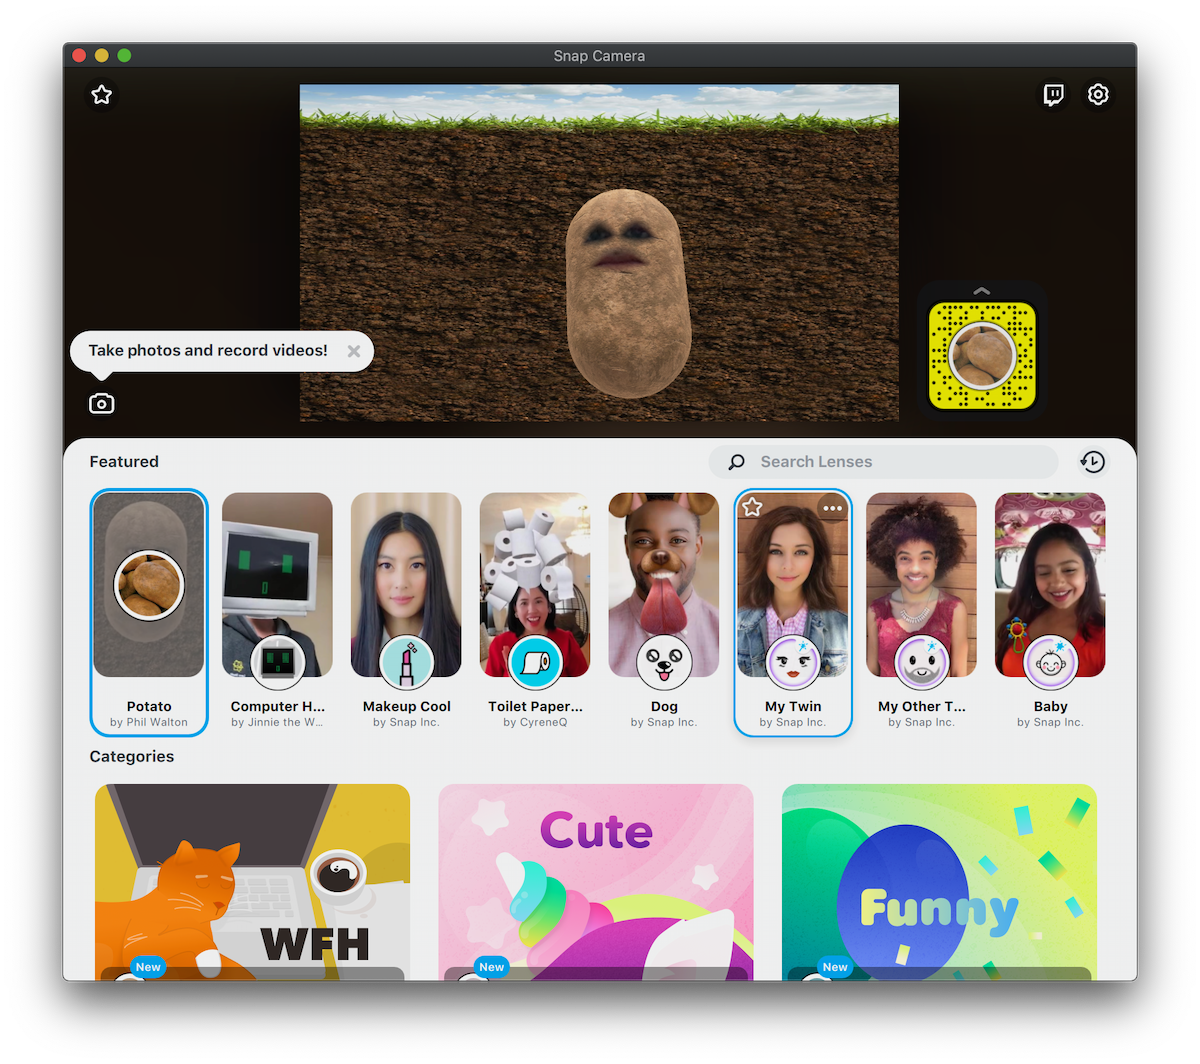 Snap Camera
Take photos and record videos!
Featured
Search Lenses
Potato
by Phil Walton
Computer H...
by Jinnie the W...
Makeup Cool
by Snap Inc.
Toilet Paper...
by CyreneQ
Dog
by Snap Inc.
My Twin
by Snap Inc.
My Other T...
by Snap Inc.
Baby
by Snap Inc.
Categories
WFH
New
Cute
New
Funny
New